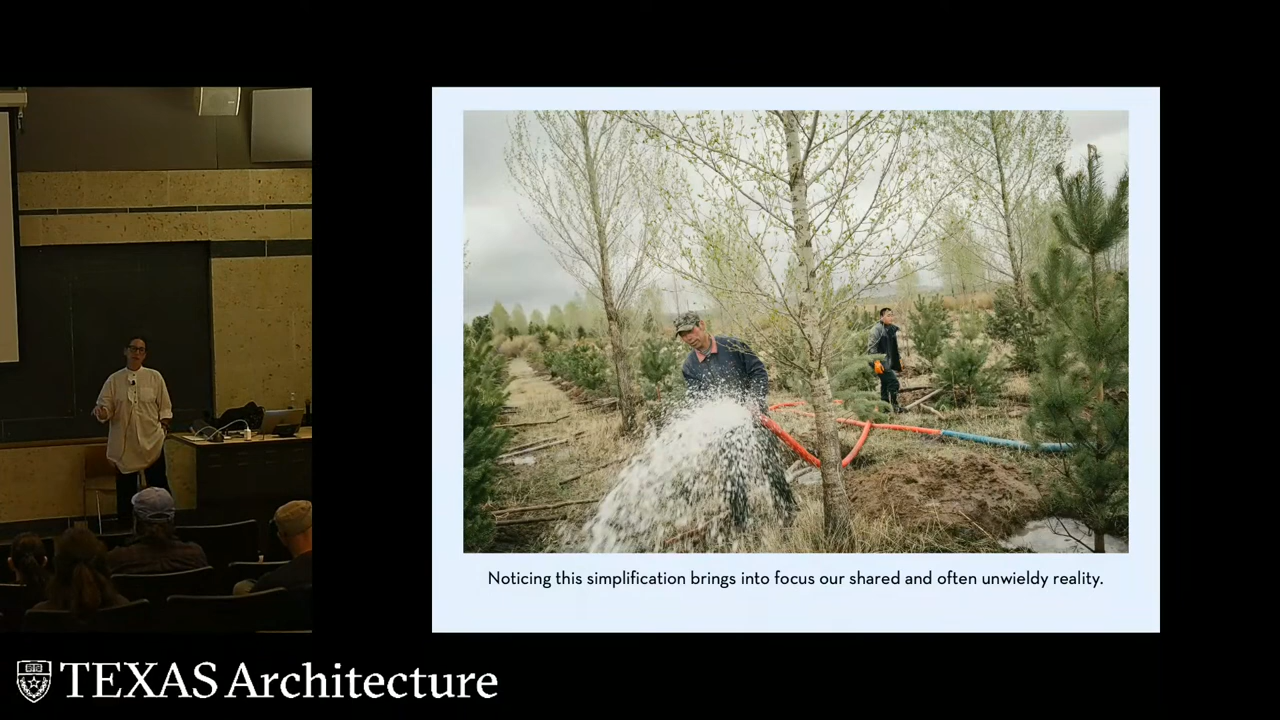 Noticing this simplification brings into focus our shared and often unwieldy reality.
TEXAS Architecture